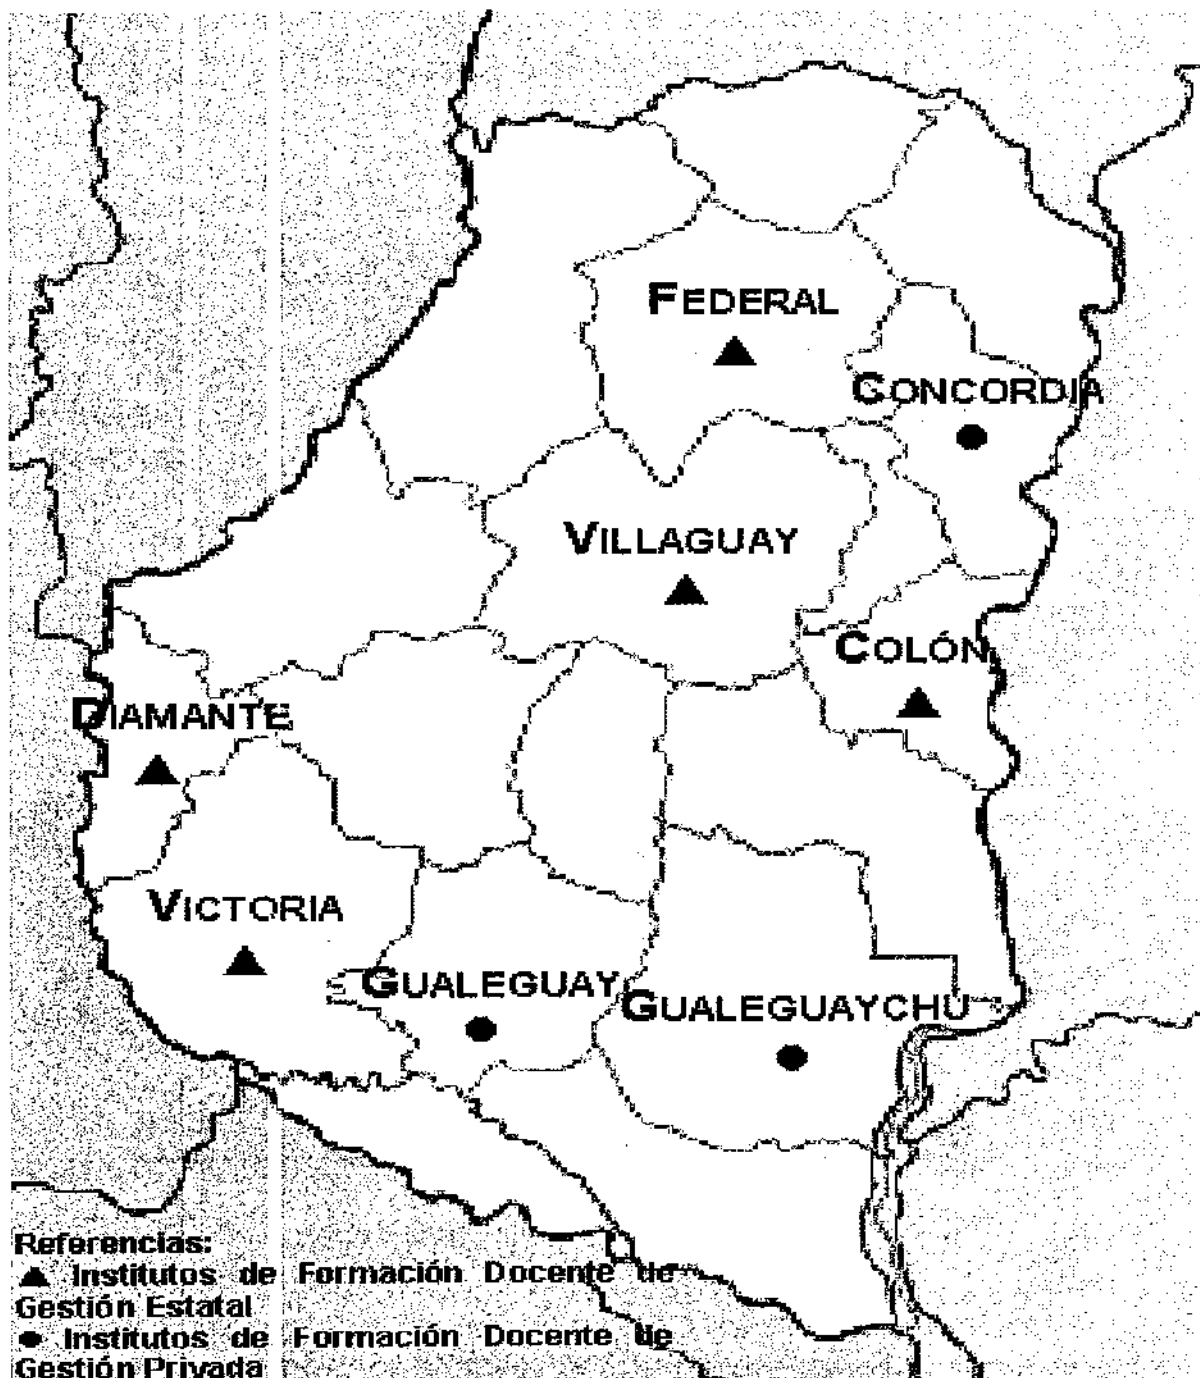 FEDERAL
CONCORDIA
VILLAGUAY
COLÓN
DIAMANTE
VICTORIA
GUALEGUAY
GUALEGUAYCHÚ
Referencias:
▲ Institutos de Formación Docente de
Gestión Estatal
● Institutos de Formación Docente de
Gestión Privada